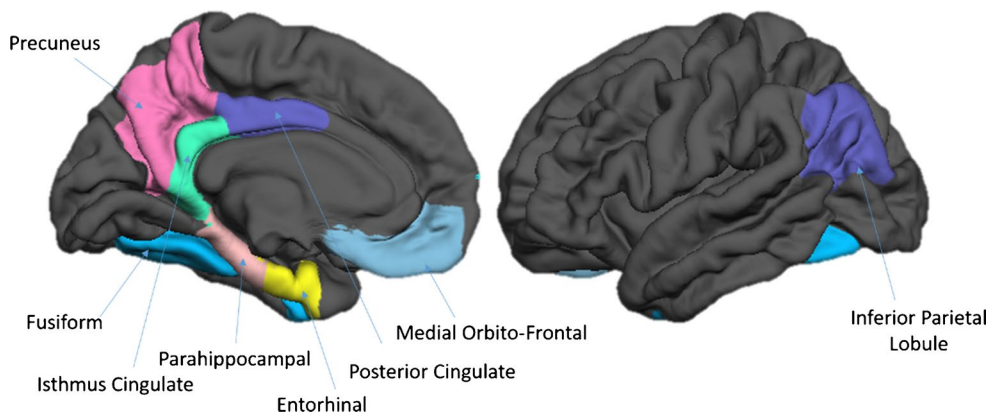 Precuneus
Fusiform
Isthmus Cingulate
Parahippocampal
Entorhinal
Posterior Cingulate
Medial Orbito-Frontal
Inferior Parietal
Lobule